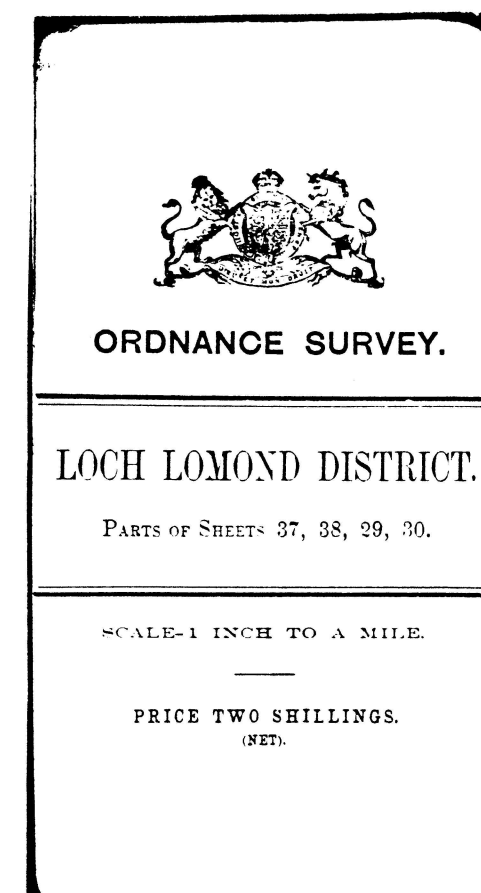 ORDNANCE SURVEY.
LOCH LOMOND DISTRICT.
PARTS OF SHEETS 37, 38, 29, 30.
SCALE-1 INCH TO A MILE.
PRICE TWO SHILLINGS.
(NET).